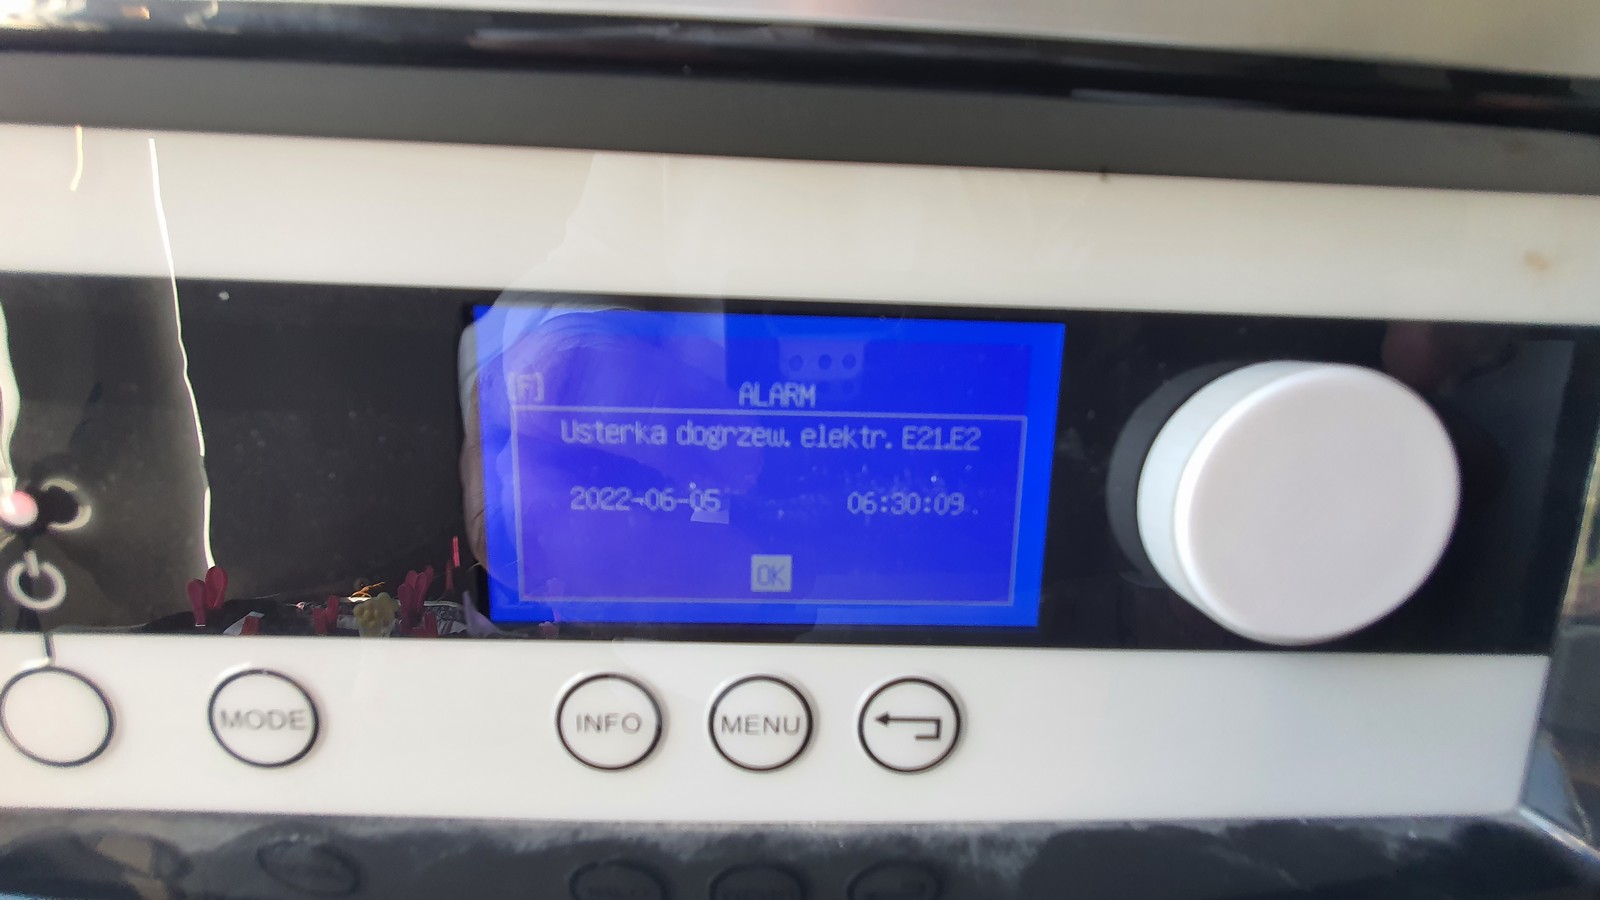 [F]
ALARM
Usterka dogrzew. elektr. E21.E2
2022-06-05 06:30:09
OK
MODE
INFO
MENU